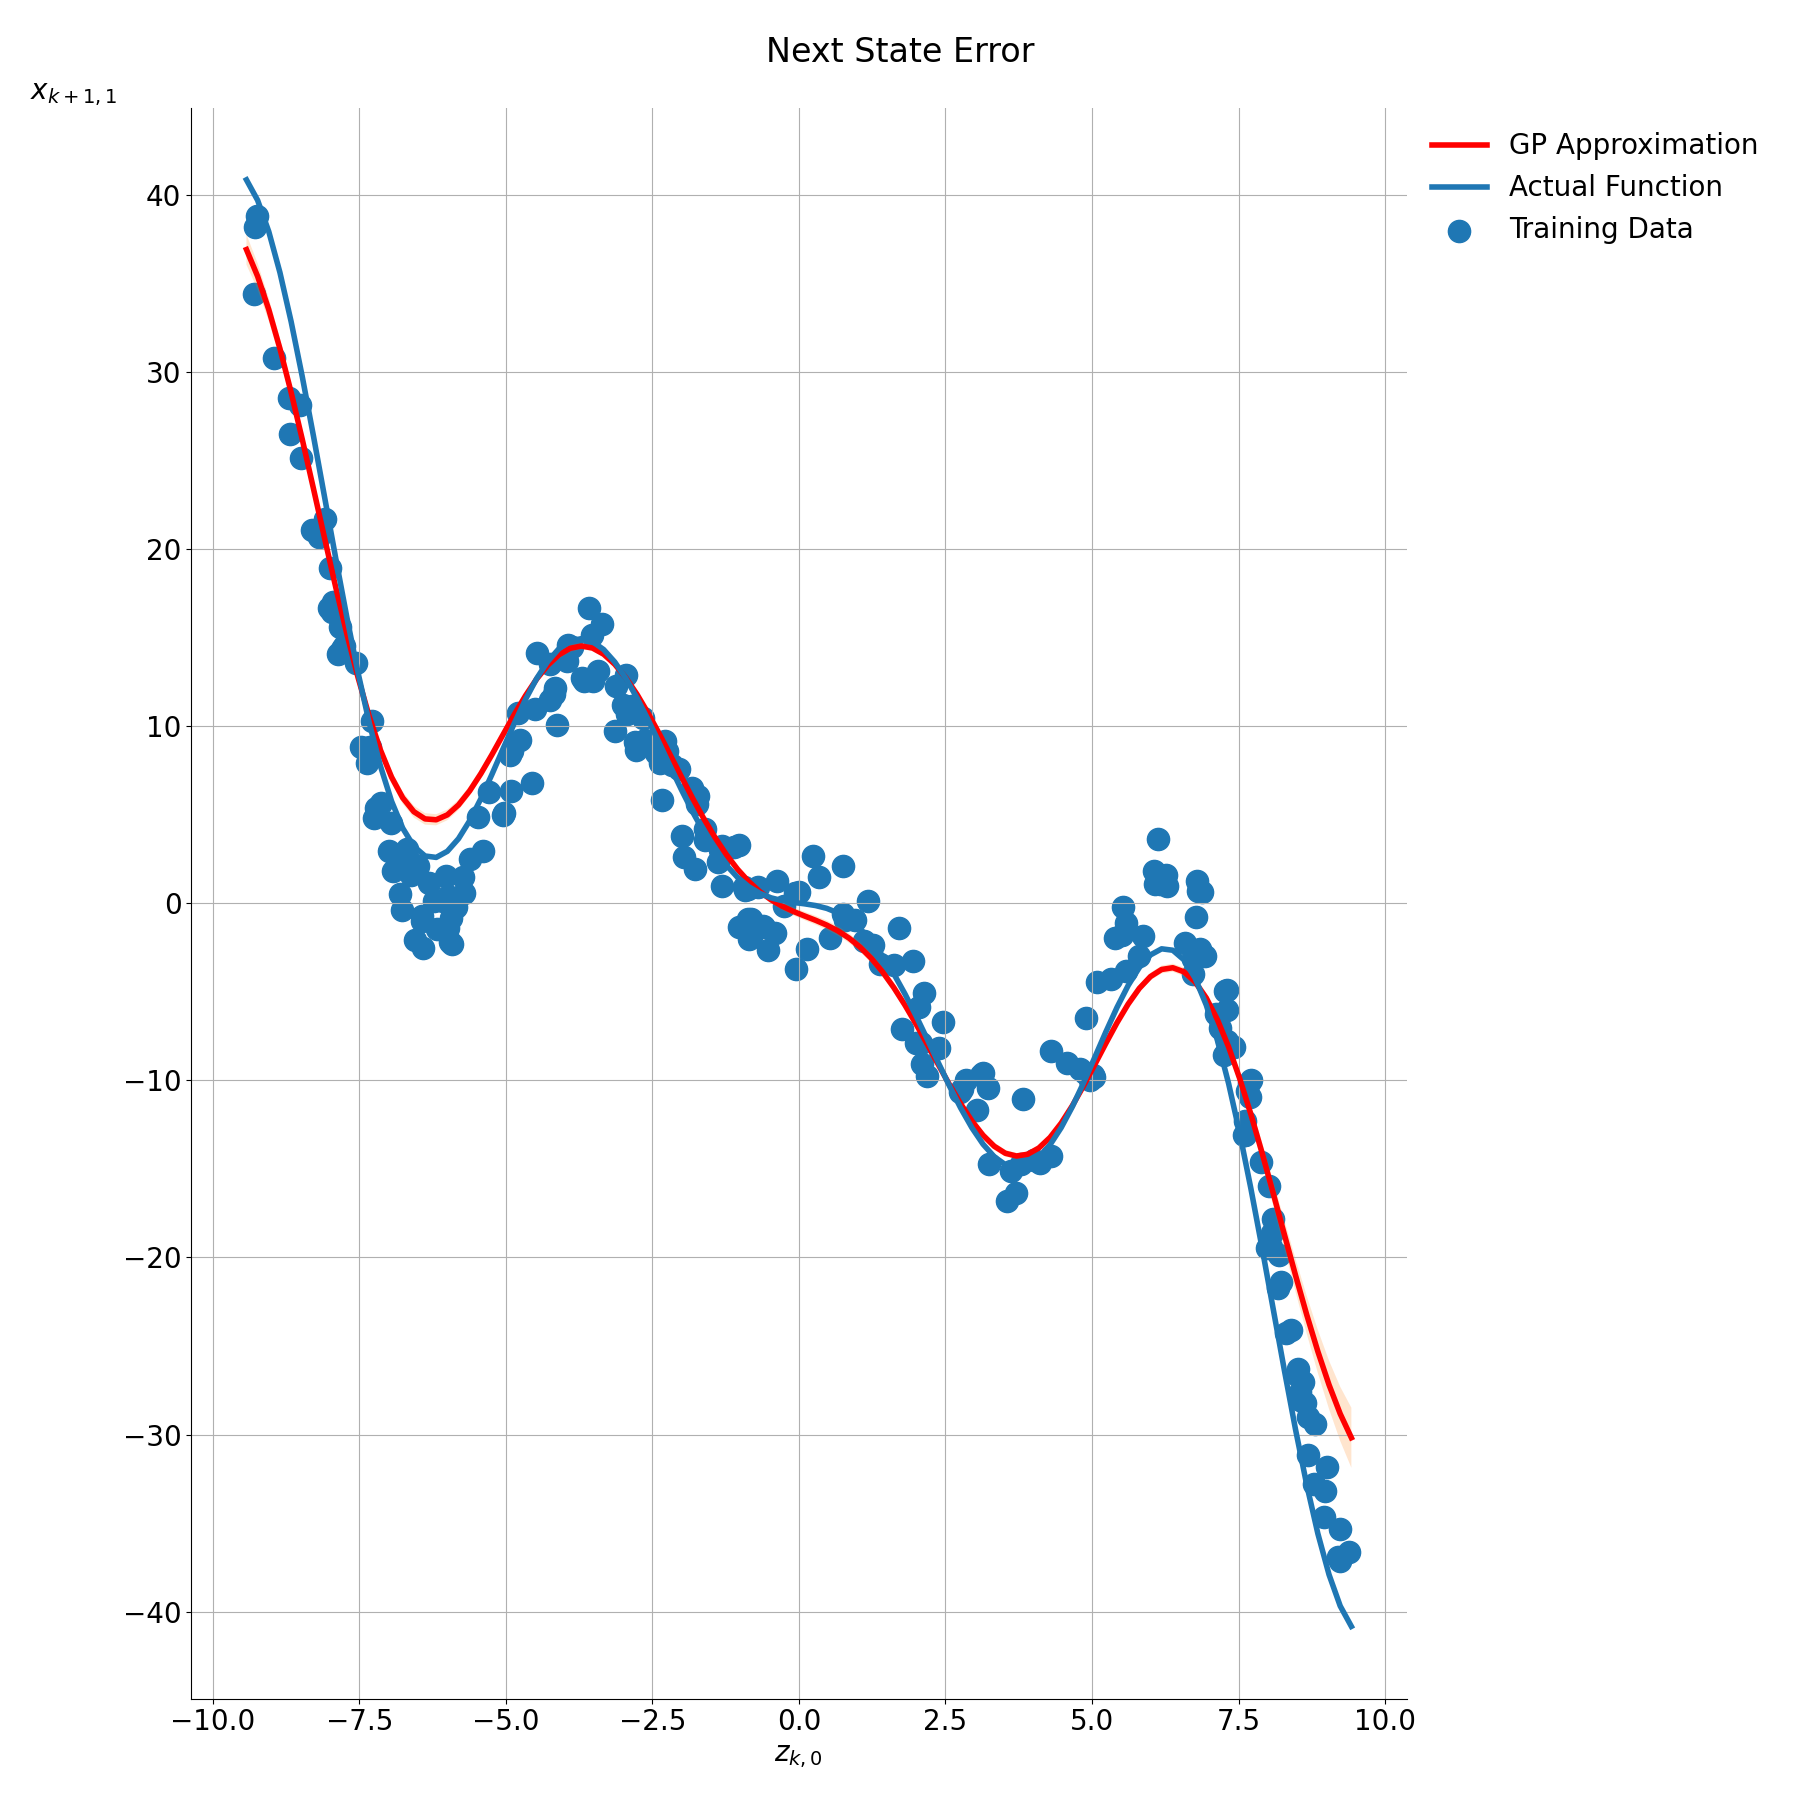 Next State Error
x_{k+1,1}
GP Approximation
Actual Function
Training Data
40
30
20
10
0
−10
−20
−30
−40
−10.0 −7.5 −5.0 −2.5 0.0 2.5 5.0 7.5 10.0
z_{k,0}